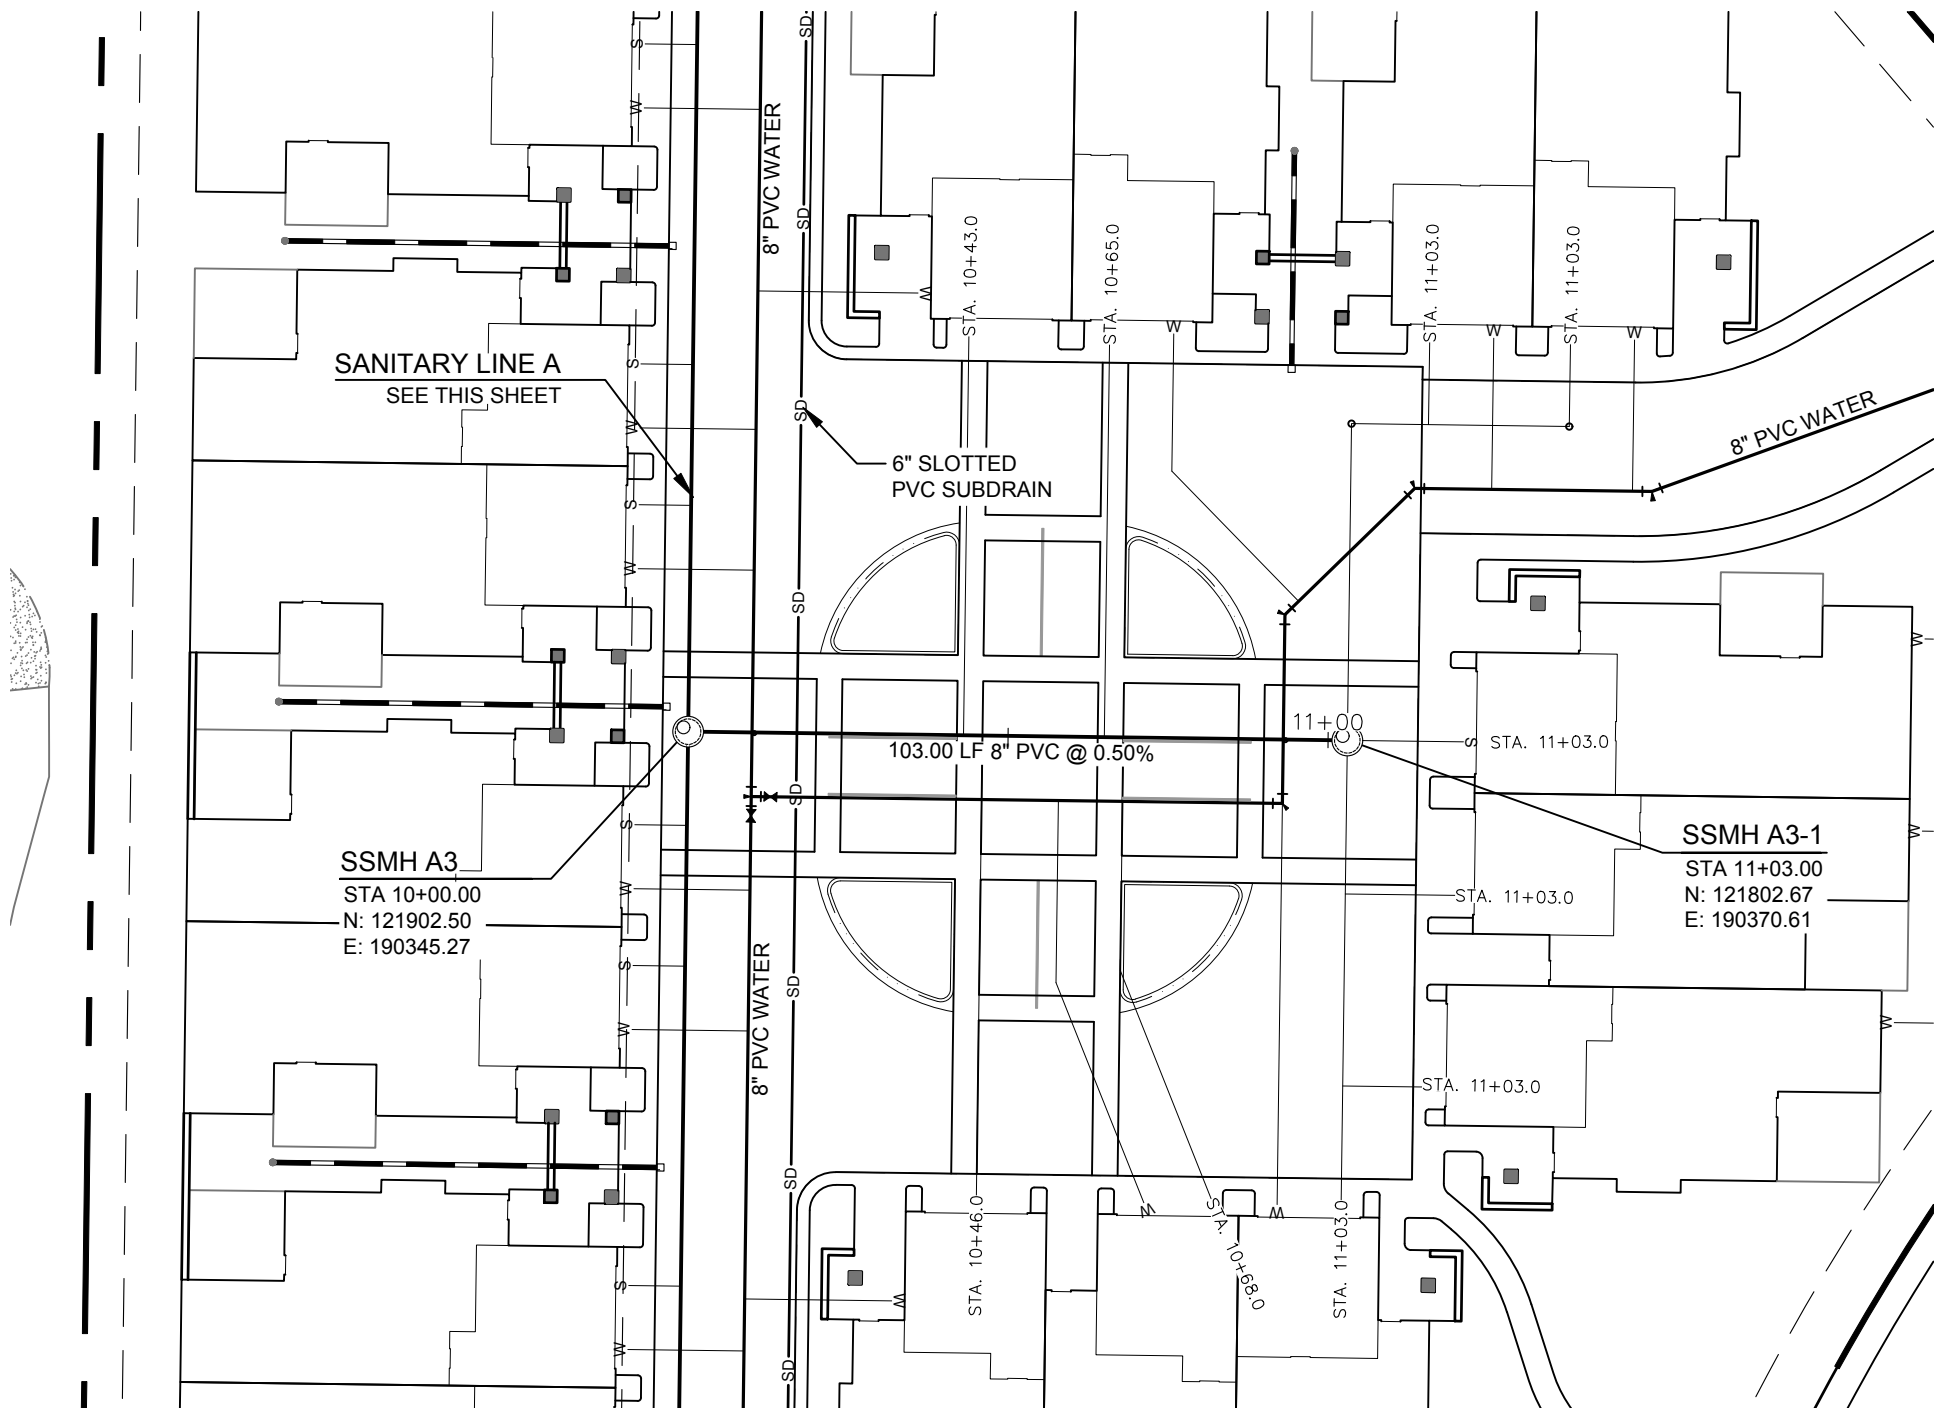 8" PVC WATER
STA. 10+43.0
STA. 10+65.0
STA. 11+03.0
STA. 11+03.0
SANITARY LINE A
SEE THIS SHEET
6" SLOTTED
PVC SUBDRAIN
8" PVC WATER
11+00
103.00 LF 8" PVC @ 0.50%
STA. 11+03.0
SSMH A3
STA 10+00.00
N: 121902.50
E: 190345.27
SSMH A3-1
STA 11+03.00
N: 121802.67
E: 190370.61
STA. 11+03.0
8" PVC WATER
STA. 11+03.0
STA. 10+46.0
STA. 10+68.0
STA. 11+03.0
S
W
S
W
S
W
S
W
S
W
S
W
SD
SD
SD
SD
SD
SD
SD
SD
W
W
W
W
S
W
W
W
W
W
W